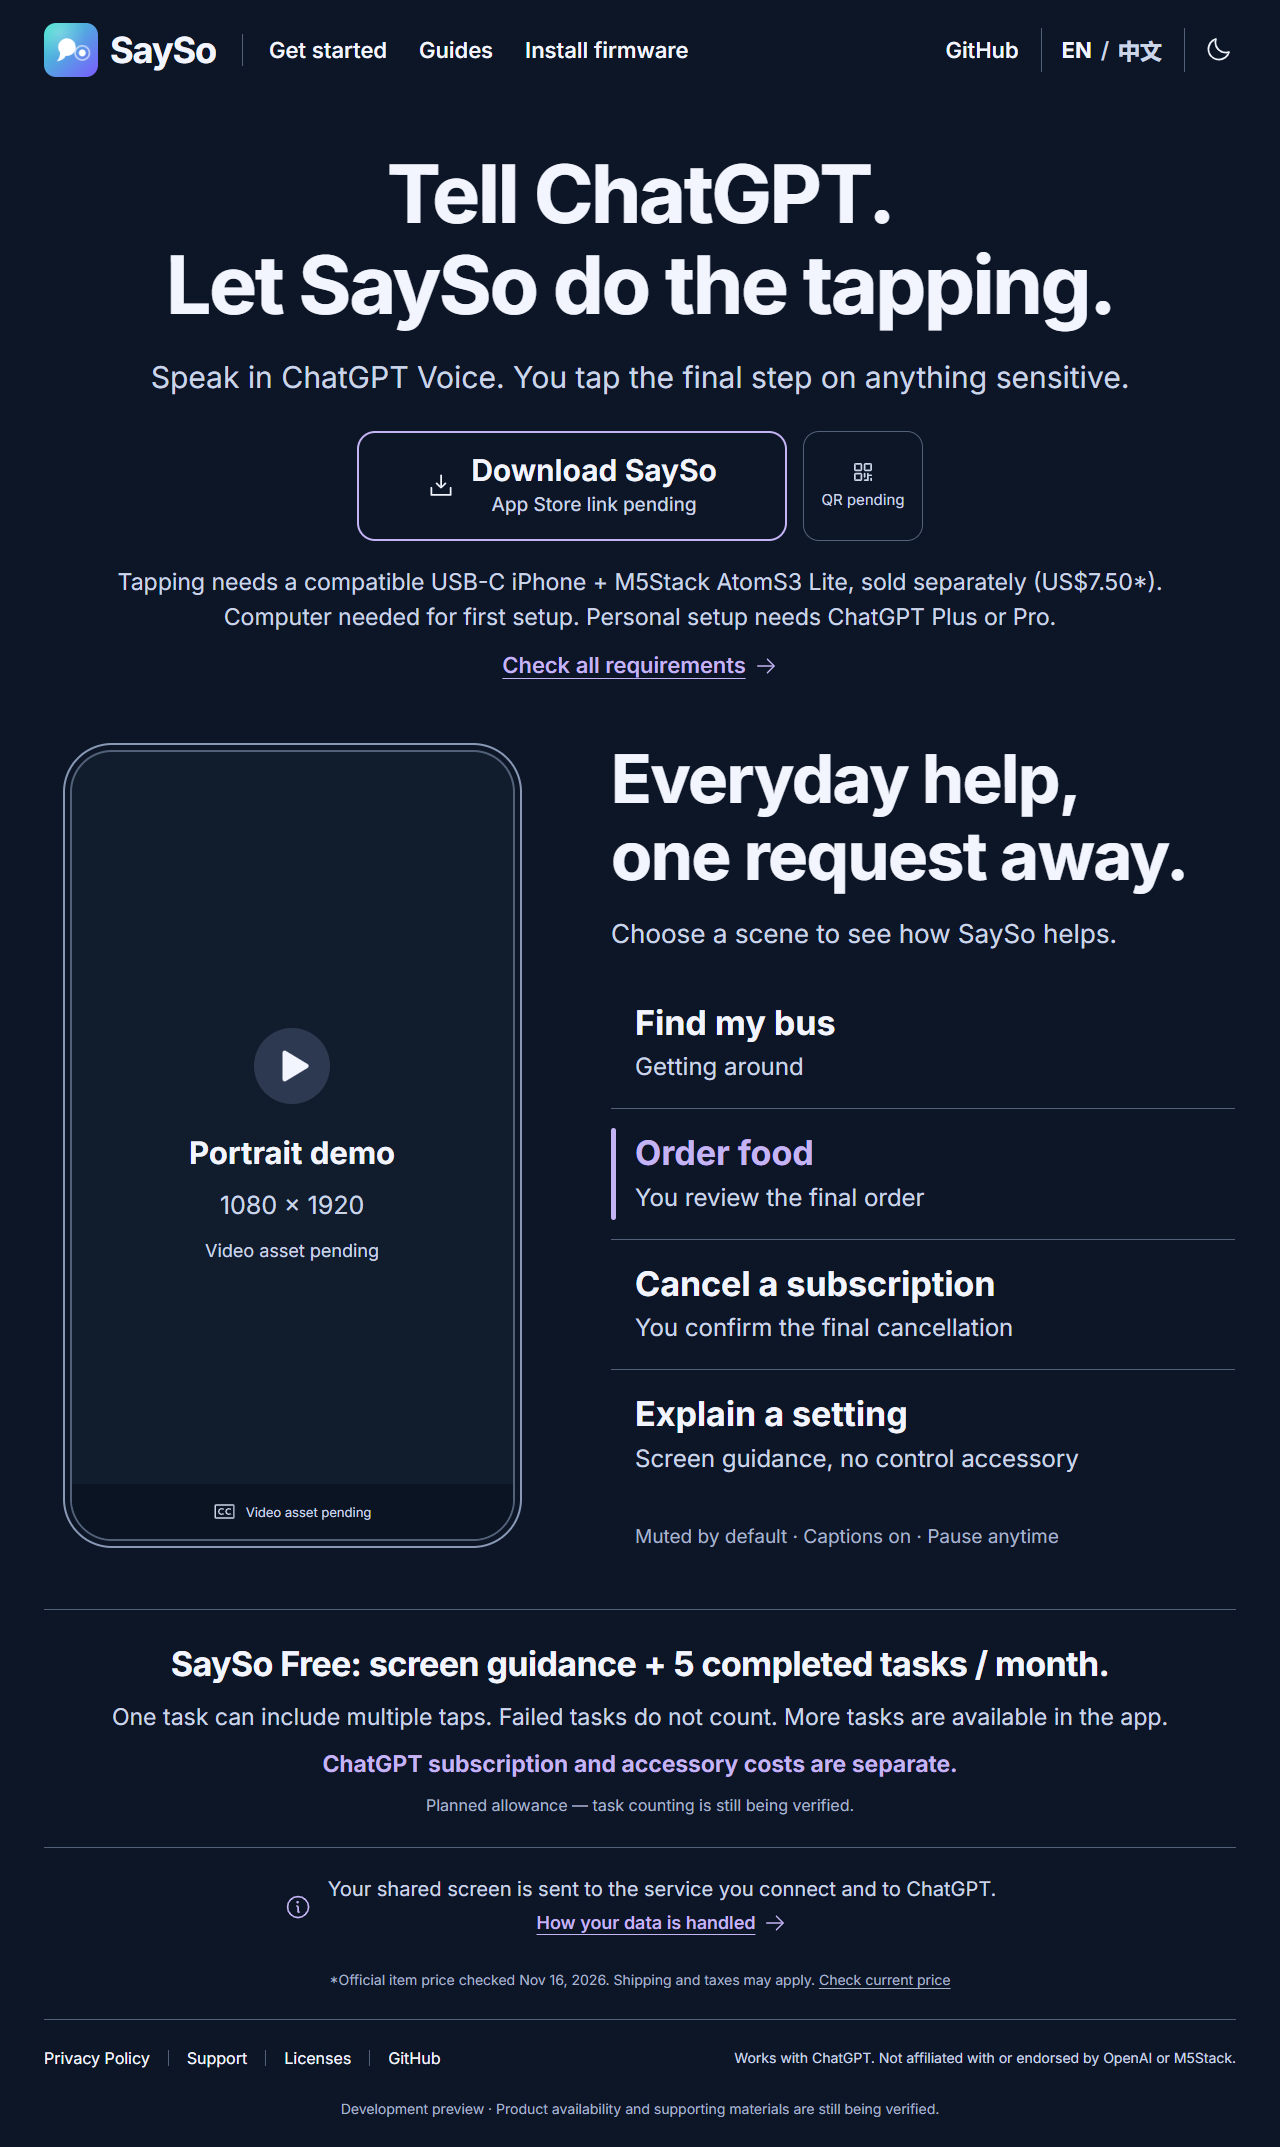 SaySo
Get started
Guides
Install firmware
GitHub
EN / 中文
Tell ChatGPT.
Let SaySo do the tapping.
Speak in ChatGPT Voice. You tap the final step on anything sensitive.
Download SaySo
App Store link pending
QR pending
Tapping needs a compatible USB-C iPhone + M5Stack AtomS3 Lite, sold separately (US$7.50*).
Computer needed for first setup. Personal setup needs ChatGPT Plus or Pro.
Check all requirements →
Portrait demo
1080 × 1920
Video asset pending
CC Video asset pending
Everyday help,
one request away.
Choose a scene to see how SaySo helps.
Find my bus
Getting around
Order food
You review the final order
Cancel a subscription
You confirm the final cancellation
Explain a setting
Screen guidance, no control accessory
Muted by default · Captions on · Pause anytime
SaySo Free: screen guidance + 5 completed tasks / month.
One task can include multiple taps. Failed tasks do not count. More tasks are available in the app.
ChatGPT subscription and accessory costs are separate.
Planned allowance — task counting is still being verified.
Your shared screen is sent to the service you connect and to ChatGPT.
How your data is handled →
*Official item price checked Nov 16, 2026. Shipping and taxes may apply. Check current price
Privacy Policy
Support
Licenses
GitHub
Works with ChatGPT. Not affiliated with or endorsed by OpenAI or M5Stack.
Development preview · Product availability and supporting materials are still being verified.